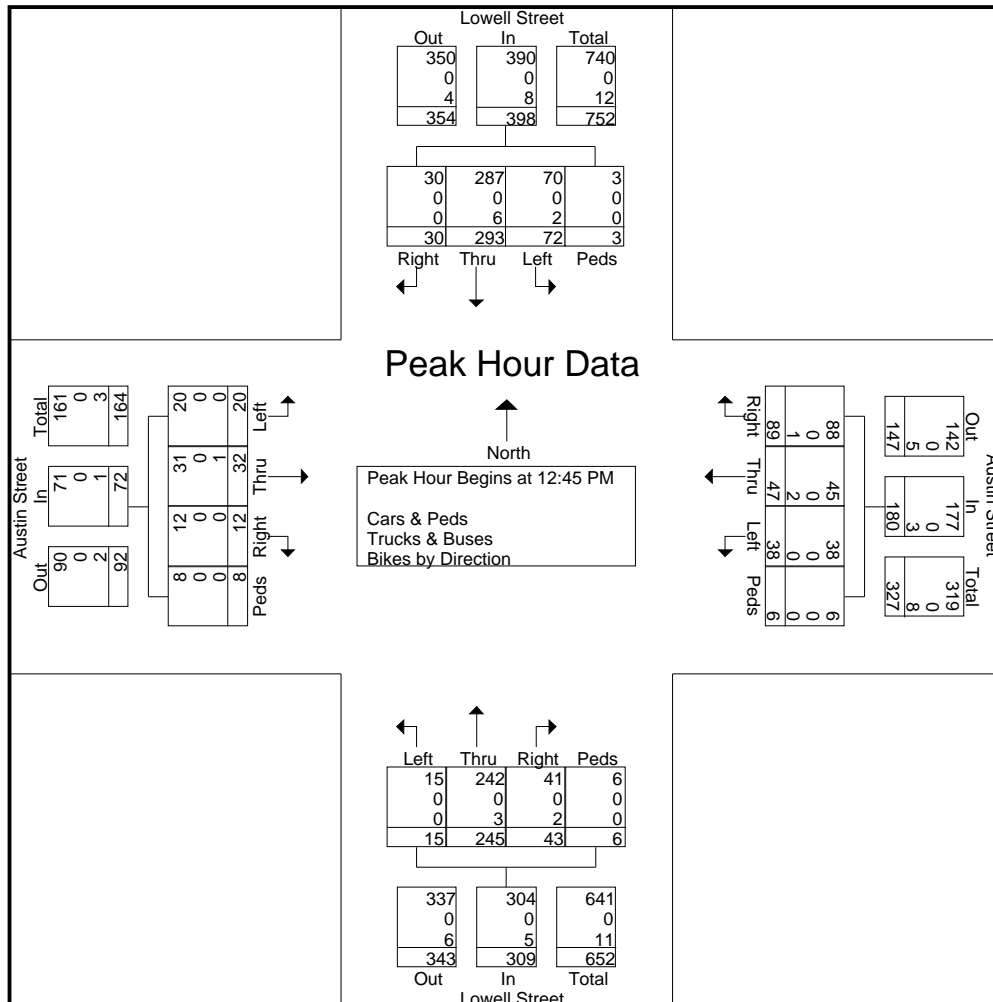 Lowell Street
Out In Total
350 390 740
0 0 0
4 8 12
354 398 752
30 287 70 3
0 0 0 0
0 6 2 0
30 293 72 3
Right Thru Left Peds
Peak Hour Data
North
Peak Hour Begins at 12:45 PM
Cars & Peds
Trucks & Buses
Bikes by Direction
Austin Street
Out In Total
90 71 161
0 0 0
2 1 3
92 72 164
8 12 31 20
0 0 0 0
0 0 1 0
8 12 32 20
Peds Right Thru Left
Austin Street
Out In Total
142 177 319
0 0 0
5 3 8
147 180 327
88 45 38 6
0 0 0 0
1 2 0 0
89 47 38 6
Right Thru Left Peds
Left Thru Right Peds
15 242 41 6
0 0 0 0
0 3 2 0
15 245 43 6
337 304 641
0 0 0
6 5 11
343 309 652
Out In Total
Lowell Street